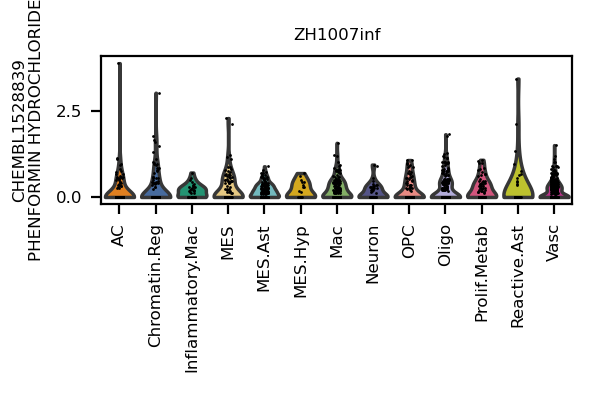 ZH1007inf
CHEMBL1528839
PHENFORMIN HYDROCHLORIDE
2.5
0.0
AC
Chromatin.Reg
Inflammatory.Mac
MES
MES.Ast
MES.Hyp
Mac
Neuron
OPC
Oligo
Prolif.Metab
Reactive.Ast
Vasc